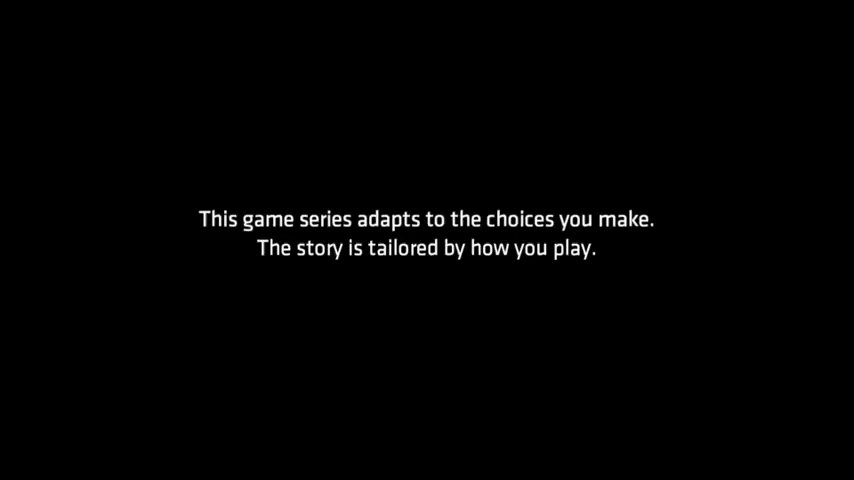 This game series adapts to the choices you make.
The story is tailored by how you play.